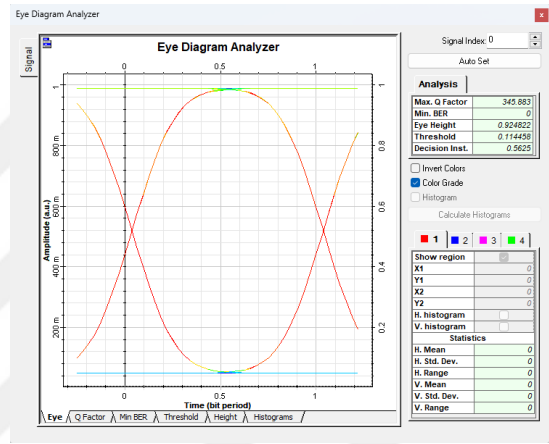 Eye Diagram Analyzer
x
Signal
Eye Diagram Analyzer
0 0.5 1
Amplitude (a.u.)
200 m 400 m 600 m 800 m 1
0.2 0.4 0.6 0.8 1
0 0.5 1
Time (bit period)
Eye Q Factor Min BER Threshold Height Histograms
Signal Index: 0
Auto Set
Analysis
Max. Q Factor 345.883
Min. BER 0
Eye Height 0.924822
Threshold 0.114458
Decision Inst. 0.5625
Invert Colors
Color Grade
Histogram
Calculate Histograms
1 2 3 4
Show region
X1 0
Y1 0
X2 0
Y2 0
H. histogram
V. histogram
Statistics
H. Mean 0
H. Std. Dev. 0
H. Range 0
V. Mean 0
V. Std. Dev. 0
V. Range 0